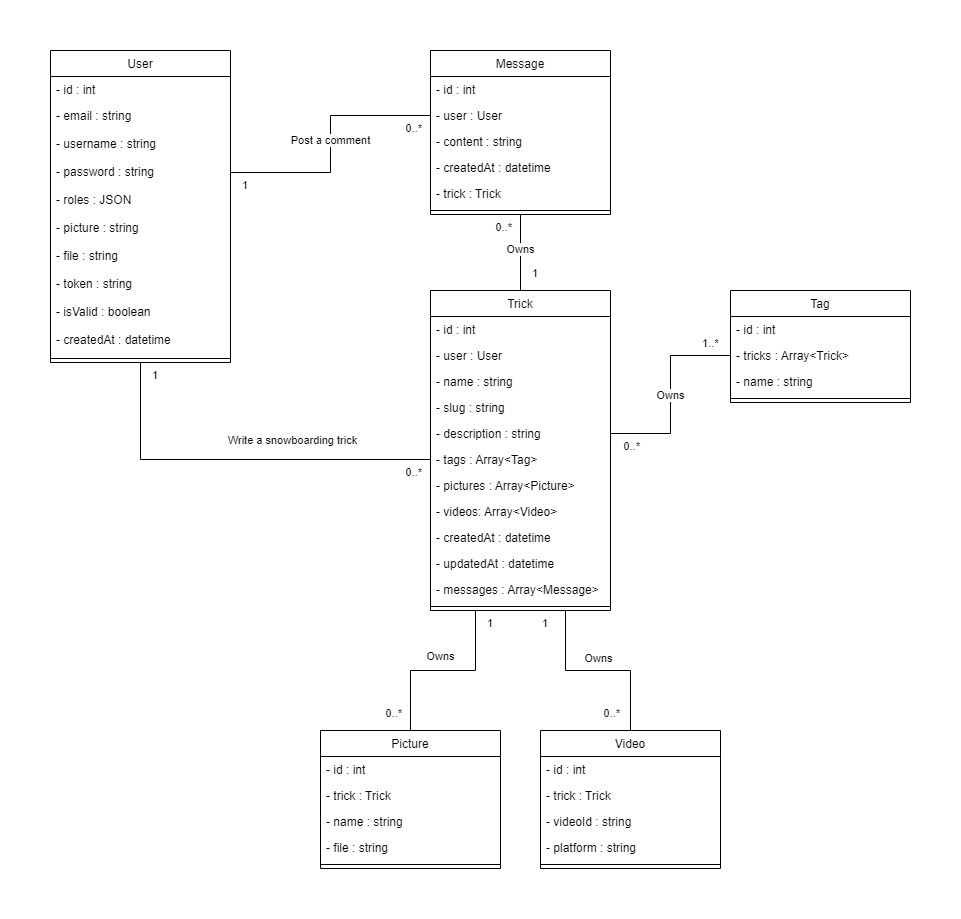 User
- id : int
- email : string
- username : string
- password : string
- roles : JSON
- picture : string
- file : string
- token : string
- isValid : boolean
- createdAt : datetime
Message
- id : int
- user : User
- content : string
- createdAt : datetime
- trick : Trick
0..*
Post a comment
1
0..*
Owns
1
Trick
- id : int
- user : User
- name : string
- slug : string
- description : string
- tags : Array<Tag>
- pictures : Array<Picture>
- videos: Array<Video>
- createdAt : datetime
- updatedAt : datetime
- messages : Array<Message>
Tag
- id : int
- tricks : Array<Trick>
- name : string
1..*
Owns
0..*
1
Write a snowboarding trick
0..*
1
1
Owns
Owns
0..*
0..*
Picture
- id : int
- trick : Trick
- name : string
- file : string
Video
- id : int
- trick : Trick
- videoId : string
- platform : string